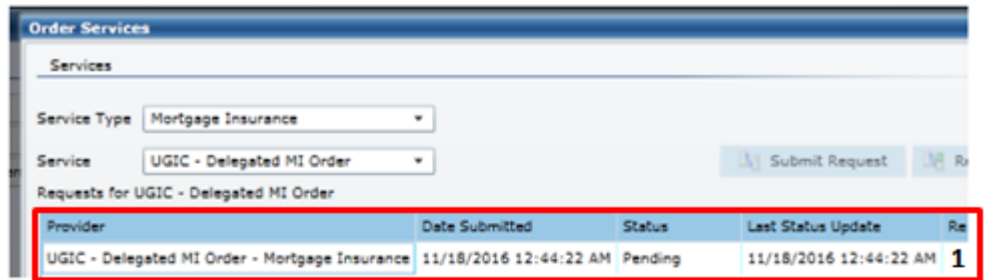 Order Services
Services
Service Type Mortgage Insurance
Service UGIC - Delegated MI Order Submit Request
Requests for UGIC - Delegated MI Order
Provider Date Submitted Status Last Status Update Re
UGIC - Delegated MI Order - Mortgage Insurance 11/18/2016 12:44:22 AM Pending 11/18/2016 12:44:22 AM 1